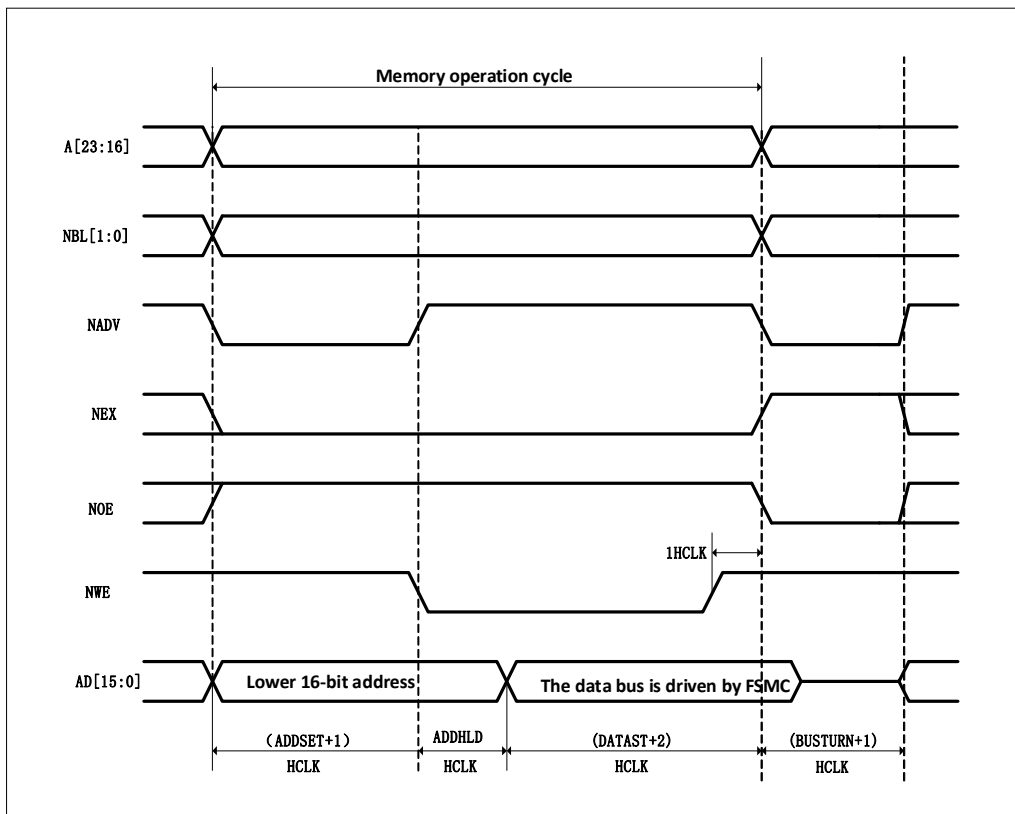 Memory operation cycle
A[23:16]
NBL[1:0]
NADV
NEX
NOE
1HCLK
NWE
AD[15:0]
Lower 16-bit address
The data bus is driven by FSMC
(ADDSET+1)
ADDHLD
(DATAST+2)
(BUSTURN+1)
HCLK
HCLK
HCLK
HCLK